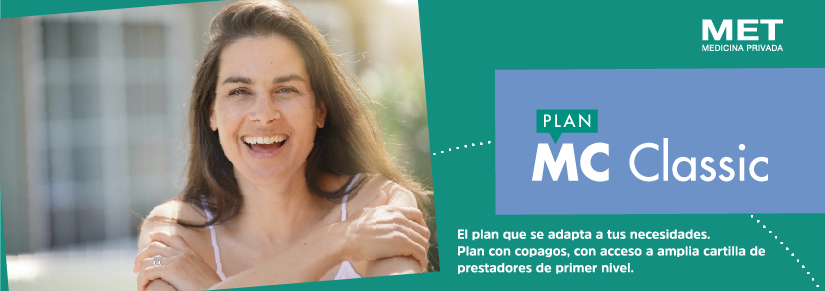 MET
MEDICINA PRIVADA
PLAN
MC Classic
El plan que se adapta a tus necesidades.
Plan con copagos, con acceso a amplia cartilla de
prestadores de primer nivel.